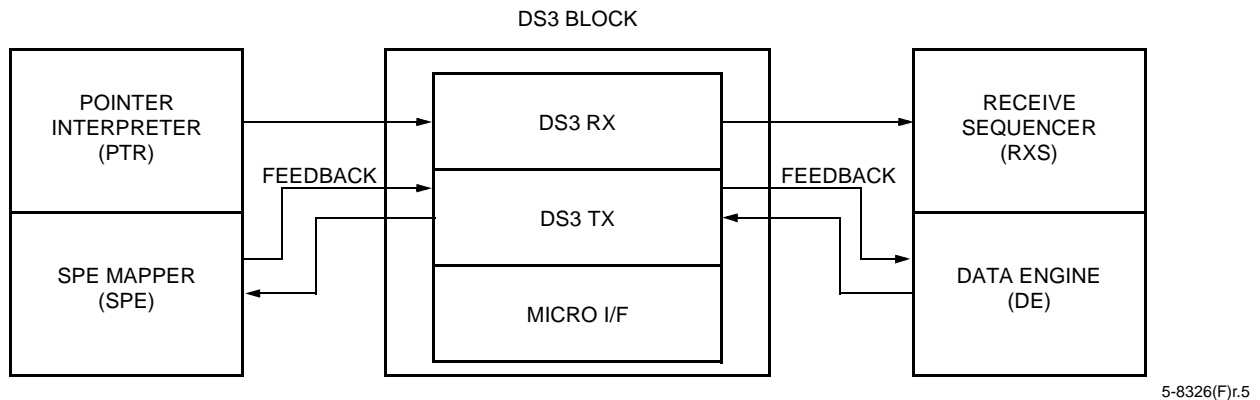 DS3 BLOCK
POINTER
INTERPRETER
(PTR)
DS3 RX
RECEIVE
SEQUENCER
(RXS)
FEEDBACK
FEEDBACK
DS3 TX
SPE MAPPER
(SPE)
DATA ENGINE
(DE)
MICRO I/F
5-8326(F)r.5